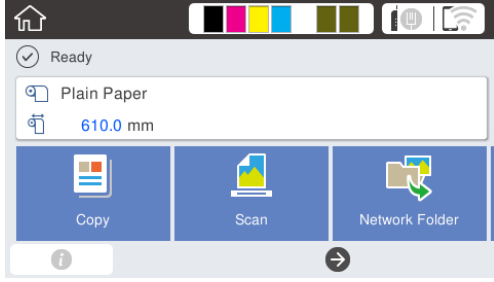 Ready
Plain Paper
610.0 mm
Copy
Scan
Network Folder
i